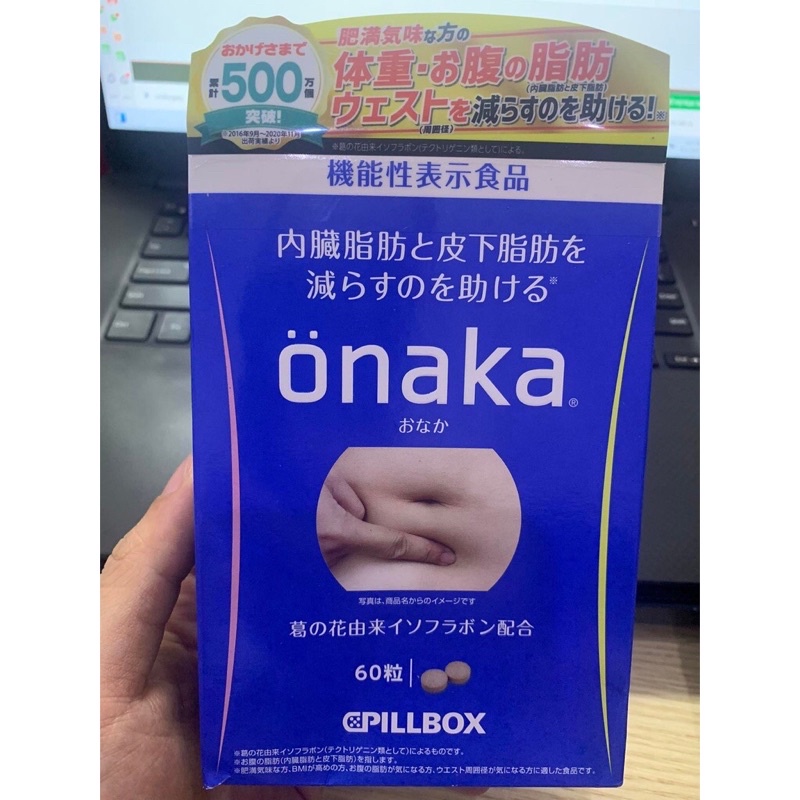 おかげさまで
累計 500万個
突破!
※2016年9月～2020年11月
出荷実績より
肥満気味な方の
体重・お腹の脂肪
(内臓脂肪と皮下脂肪)
ウエストを減らすのを助ける!※
(周囲径)
※葛の花由来イソフラボン(テクトリゲニン類として)による。
機能性表示食品
内臓脂肪と皮下脂肪を
減らすのを助ける※
önaka®
おなか
写真は、商品名からのイメージです
葛の花由来イソフラボン配合
60粒
PILLBOX
※葛の花由来イソフラボン(テクトリゲニン類として)によるものです。
※お腹の脂肪(内臓脂肪と皮下脂肪)を指します。
※肥満気味な方、BMIが高めの方、お腹の脂肪が気になる方、ウエスト周囲径が気になる方に適した食品です。